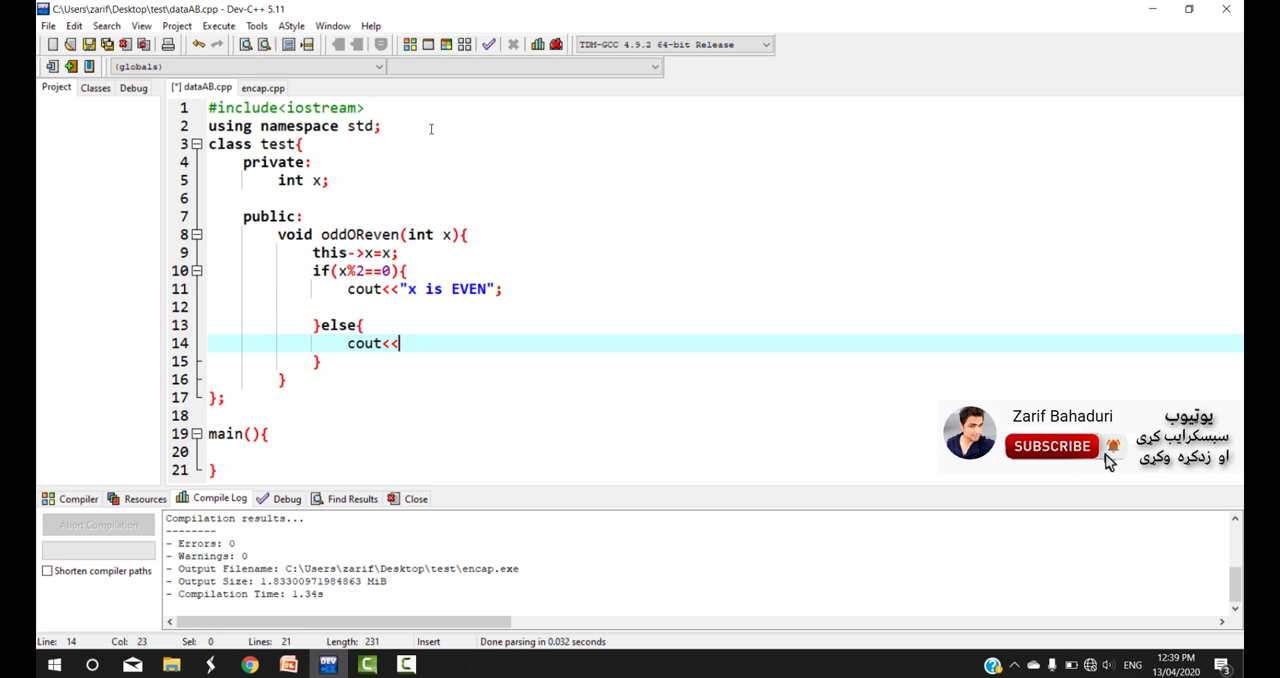 C:\Users\zarif\Desktop\test\dataAB.cpp - Dev-C++ 5.11
File Edit Search View Project Execute Tools AStyle Window Help
TDM-GCC 4.9.2 64-bit Release
(globals)
Project Classes Debug [*] dataAB.cpp encap.cpp
1 #include<iostream>
2 using namespace std;
3 class test{
4 private:
5 int x;
6
7 public:
8 void oddOReven(int x){
9 this->x=x;
10 if(x%2==0){
11 cout<<"x is EVEN";
12
13 }else{
14 cout<<
15 }
16 }
17 };
18
19 main(){
20
21 }
Zarif Bahaduri
SUBSCRIBE
یوټیوب
سبسکرایب کړی
او زدکړه وکړی
Compiler Resources Compile Log Debug Find Results Close
Abort Compilation
Shorten compiler paths
Compilation results...
--------
- Errors: 0
- Warnings: 0
- Output Filename: C:\Users\zarif\Desktop\test\encap.exe
- Output Size: 1.83300971984863 MiB
- Compilation Time: 1.34s
Line: 14 Col: 23 Sel: 0 Lines: 21 Length: 231 Insert Done parsing in 0.032 seconds
DEV
ENG
12:39 PM
13/04/2020
3